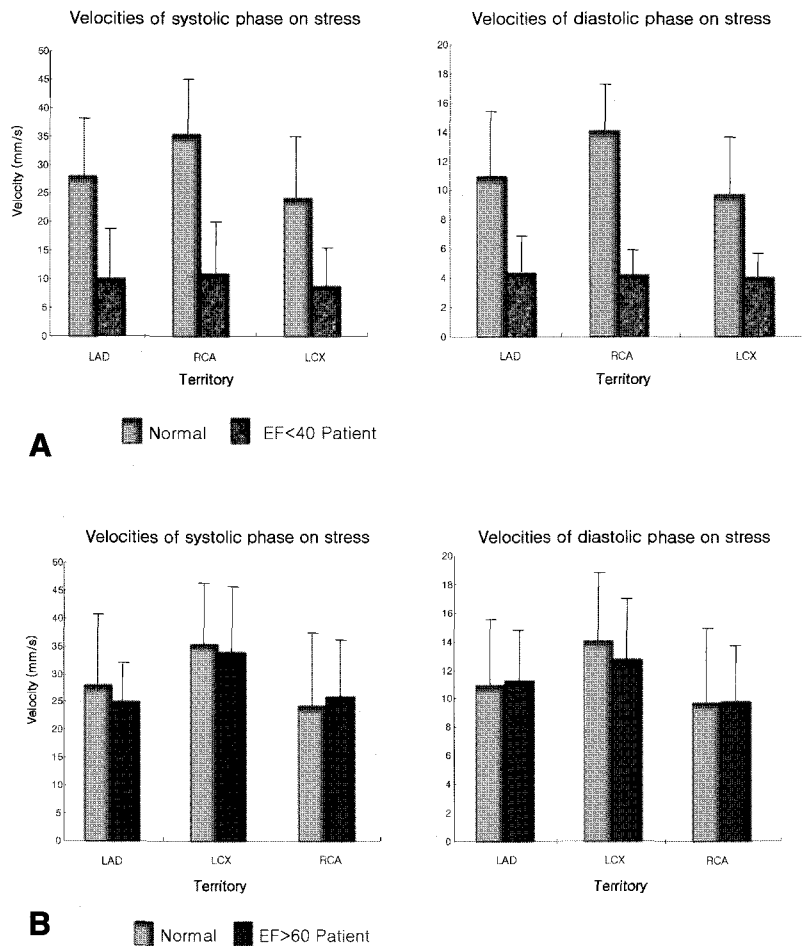 Velocities of systolic phase on stress
Velocities of diastolic phase on stress
50
45
40
35
30
25
20
15
10
5
0
Velocity (mm/s)
LAD
RCA
LCX
Territory
20
18
16
14
12
10
8
6
4
2
0
LAD
RCA
LCX
Territory
A
Normal
EF<40 Patient
Velocities of systolic phase on stress
Velocities of diastolic phase on stress
50
45
40
35
30
25
20
15
10
5
0
Velocity (mm/s)
LAD
LCX
RCA
Territory
20
18
16
14
12
10
8
6
4
2
0
LAD
LCX
RCA
Territory
B
Normal
EF>60 Patient